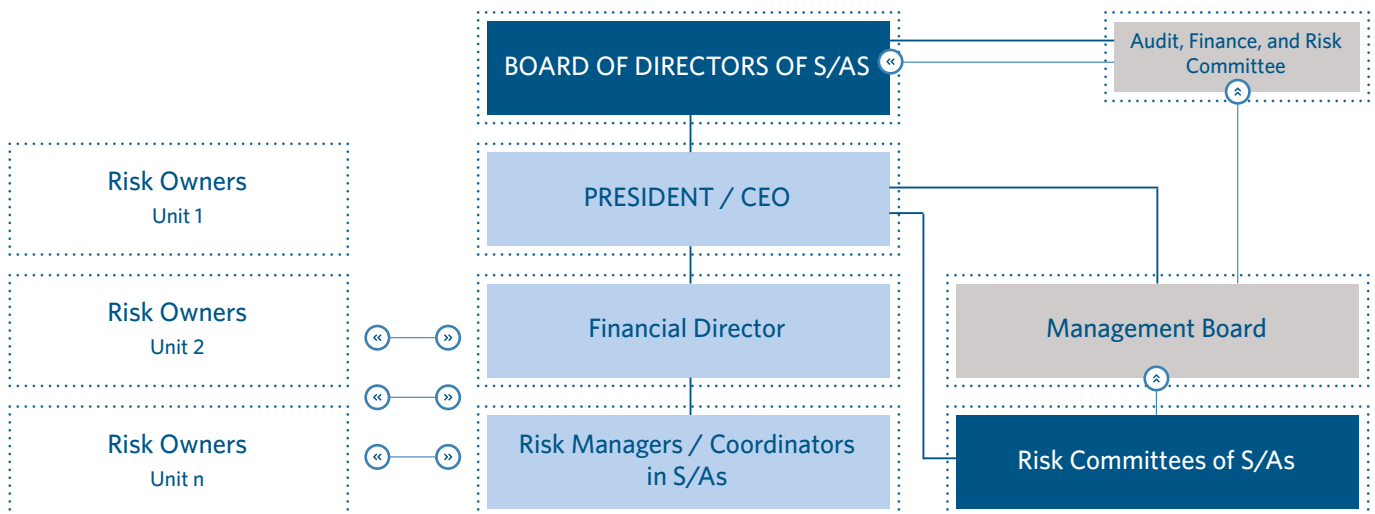 BOARD OF DIRECTORS OF S/AS
Audit, Finance, and Risk
Committee
Risk Owners
Unit 1
PRESIDENT / CEO
Risk Owners
Unit 2
Financial Director
Management Board
Risk Owners
Unit n
Risk Managers / Coordinators
in S/As
Risk Committees of S/As